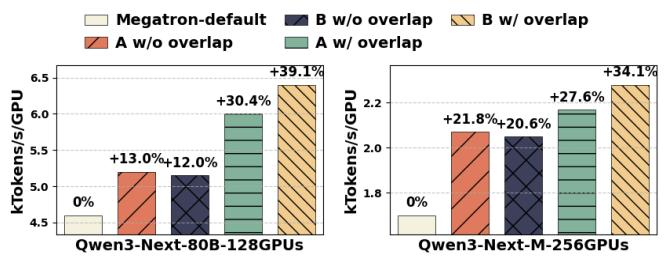 Megatron-default
B w/o overlap
B w/ overlap
A w/o overlap
A w/ overlap
kTokens/s/GPU
6.5
6.0
5.5
5.0
4.5
0%
+13.0%
+12.0%
+30.4%
+39.1%
Qwen3-Next-80B-128GPUs
kTokens/s/GPU
2.2
2.0
1.8
0%
+21.8%
+20.6%
+27.6%
+34.1%
Qwen3-Next-M-256GPUs